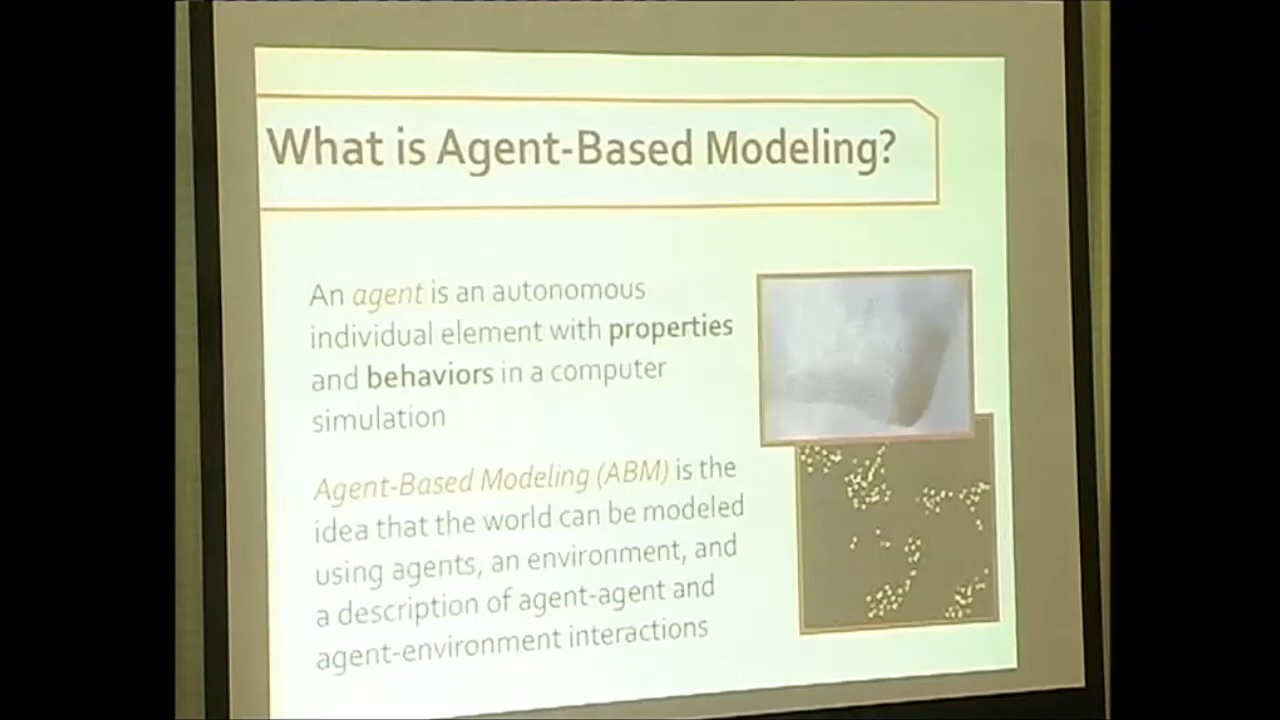 What is Agent-Based Modeling?
An agent is an autonomous
individual element with properties
and behaviors in a computer
simulation
Agent-Based Modeling (ABM) is the
idea that the world can be modeled
using agents, an environment, and
a description of agent-agent and
agent-environment interactions